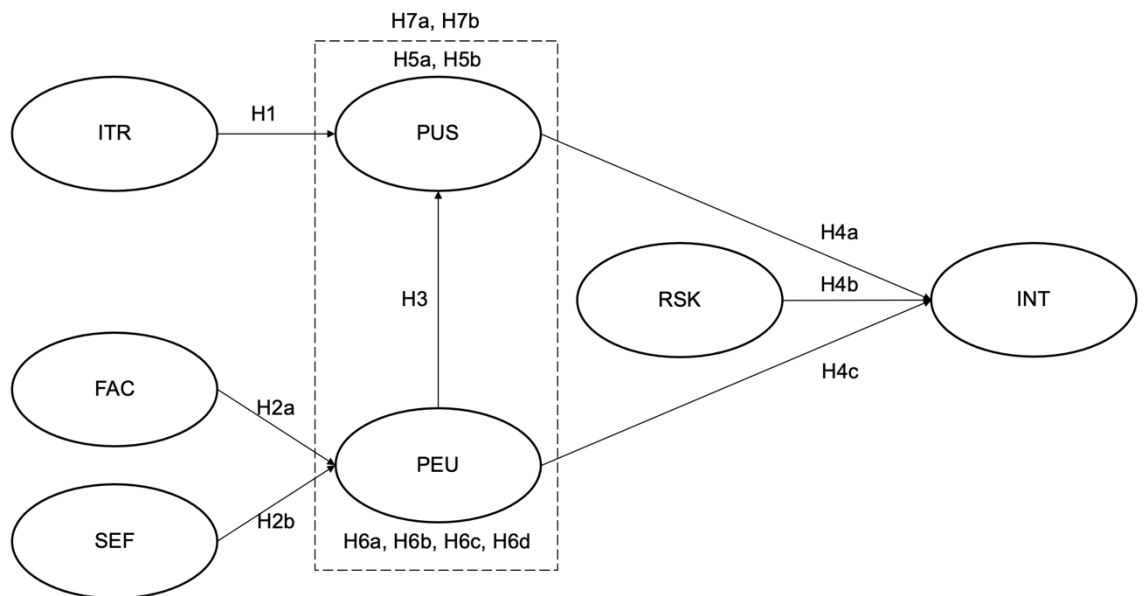 H7a, H7b
H5a, H5b
ITR
H1
PUS
H4a
H3
RSK
H4b
INT
H4c
FAC
H2a
PEU
H2b
SEF
H6a, H6b, H6c, H6d